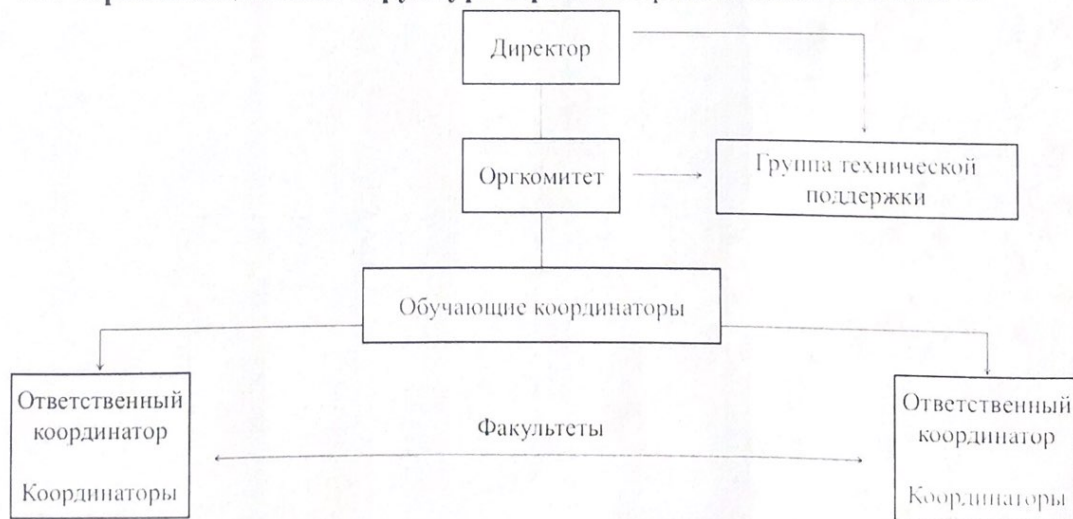 Директор
Оргкомитет
Группа технической
поддержки
Обучающие координаторы
Ответственный
координатор
Координаторы
Факультеты
Ответственный
координатор
Координаторы